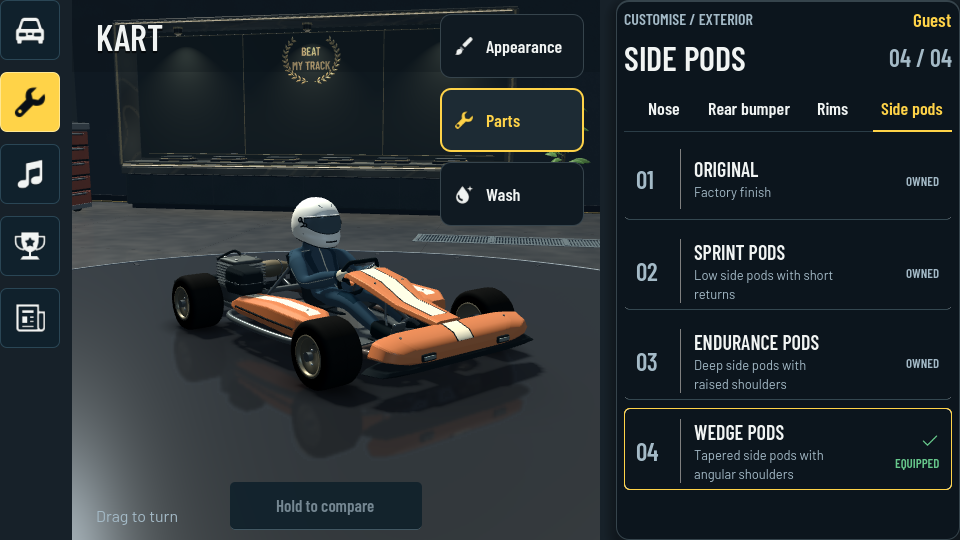 KART
BEAT
MY TRACK
Appearance
Parts
Wash
Drag to turn
Hold to compare
CUSTOMISE / EXTERIOR
Guest
SIDE PODS
04 / 04
Nose
Rear bumper
Rims
Side pods
01
ORIGINAL
Factory finish
OWNED
02
SPRINT PODS
Low side pods with short
returns
OWNED
03
ENDURANCE PODS
Deep side pods with
raised shoulders
OWNED
04
WEDGE PODS
Tapered side pods with
angular shoulders
EQUIPPED